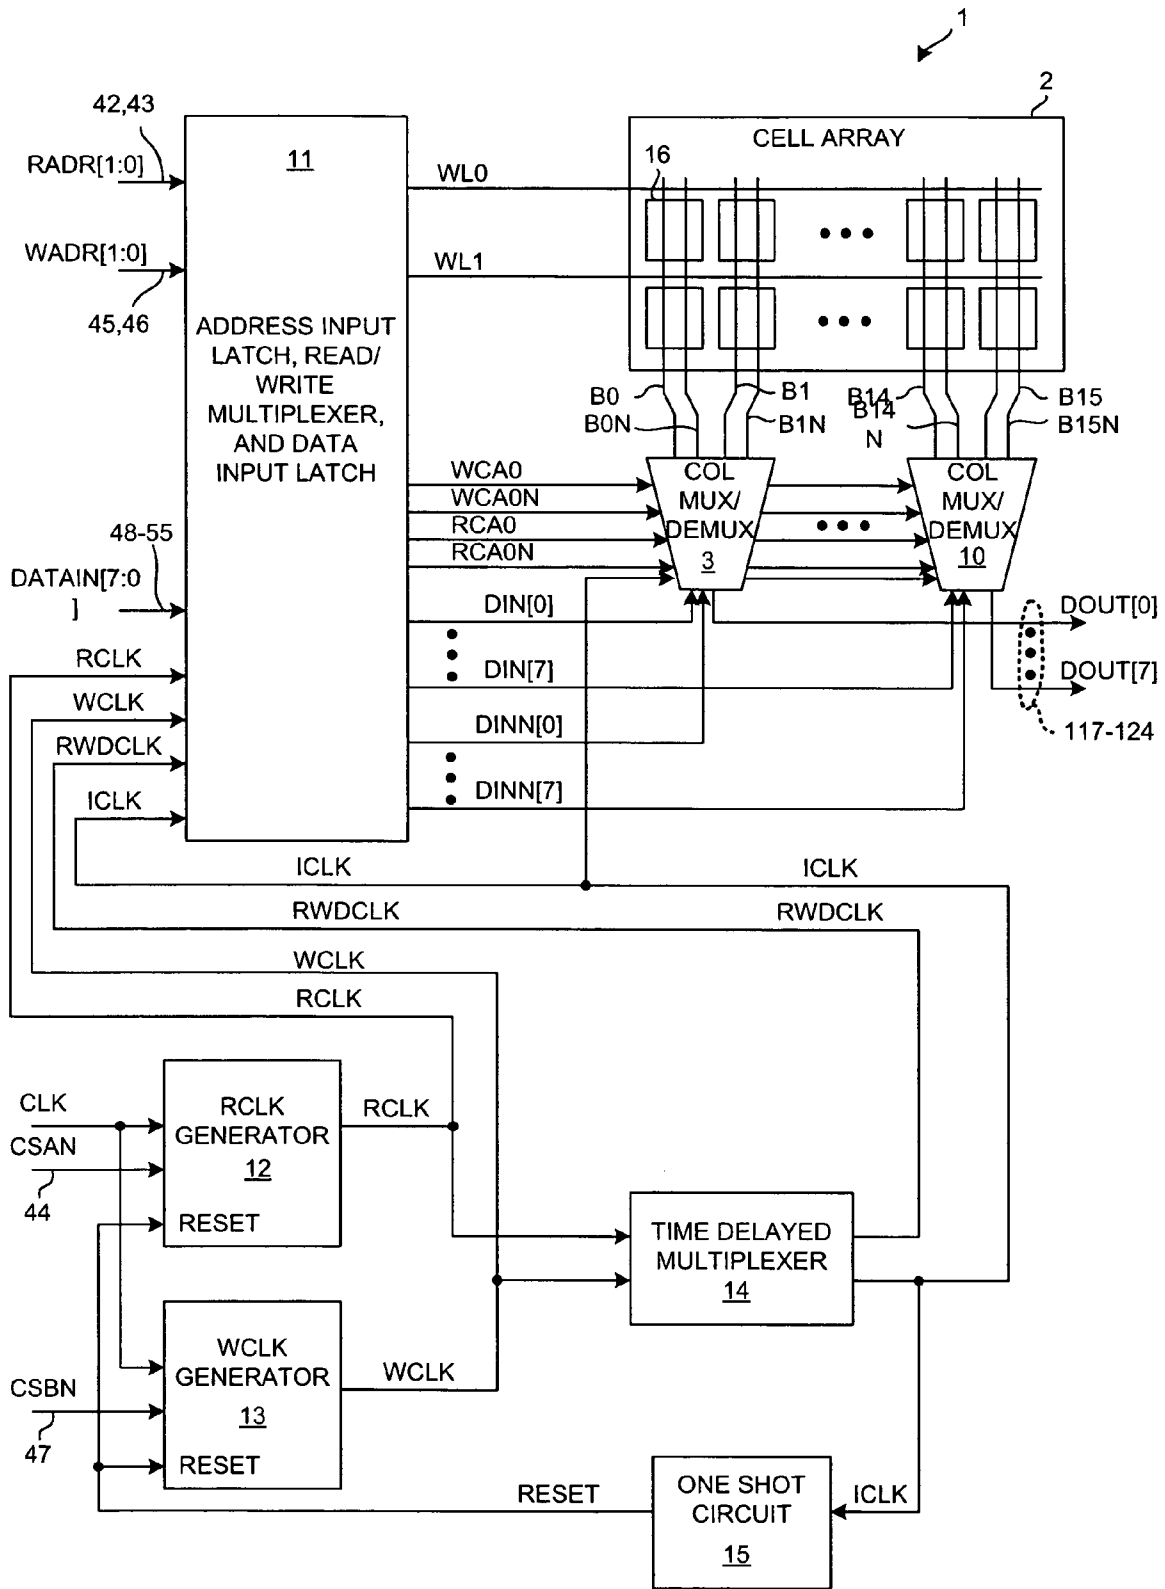 1
2
CELL ARRAY
16
42,43
RADR[1:0]
WADR[1:0]
45,46
11
ADDRESS INPUT
LATCH, READ/
WRITE
MULTIPLEXER,
AND DATA
INPUT LATCH
WL0
WL1
B0
B0N
B1
B1N
B14
B14
N
B15
B15N
WCA0
WCA0N
RCA0
RCA0N
COL
MUX/
DEMUX
3
COL
MUX/
DEMUX
10
48-55
DATAIN[7:0
]
DIN[0]
DIN[7]
DINN[0]
DINN[7]
DOUT[0]
DOUT[7]
117-124
RCLK
WCLK
RWDCLK
ICLK
ICLK
ICLK
RWDCLK
RWDCLK
WCLK
RCLK
CLK
CSAN
44
RCLK
GENERATOR
12
RESET
RCLK
TIME DELAYED
MULTIPLEXER
14
CSBN
47
WCLK
GENERATOR
13
RESET
WCLK
RESET
ONE SHOT
CIRCUIT
15
ICLK